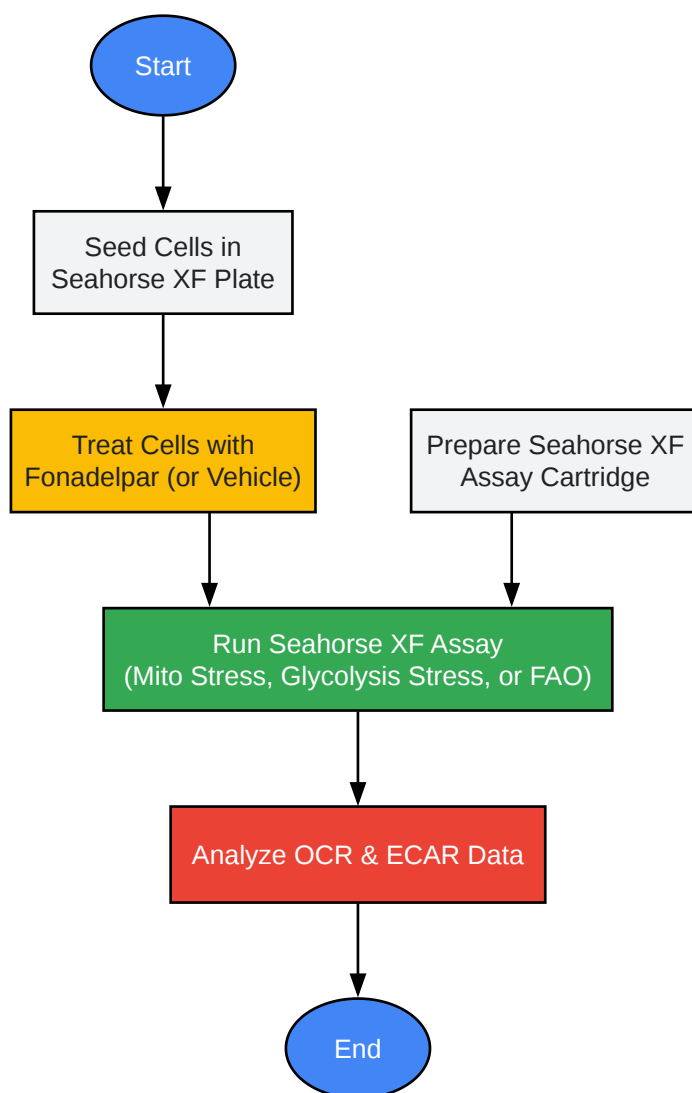 Start
Seed Cells in
Seahorse XF Plate
Treat Cells with
Fonadelpar (or Vehicle)
Prepare Seahorse XF
Assay Cartridge
Run Seahorse XF Assay
(Mito Stress, Glycolysis Stress, or FAO)
Analyze OCR & ECAR Data
End